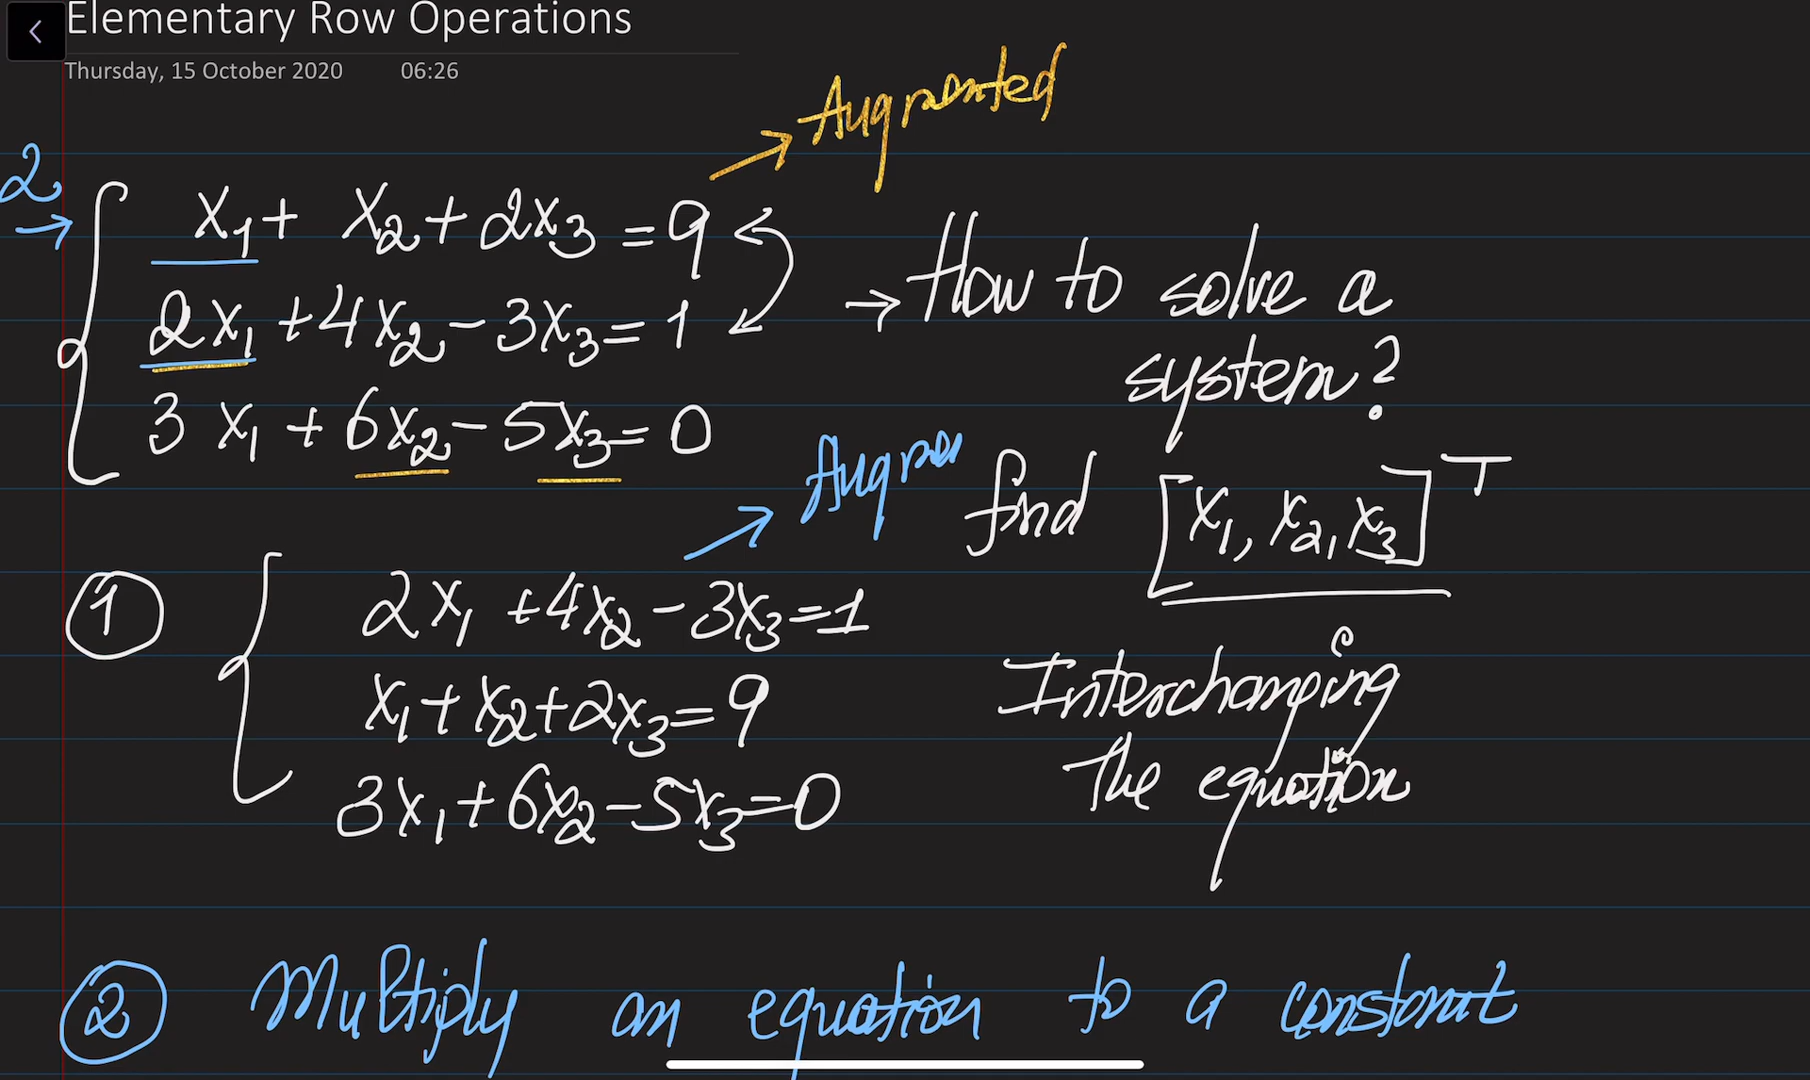 Elementary Row Operations
Thursday, 15 October 2020 06:26
→ Augmented
2 →
x₁ + x₂ + 2x₃ = 9
2x₁ + 4x₂ - 3x₃ = 1
3x₁ + 6x₂ - 5x₃ = 0
→ How to solve a
system?
find [x₁, x₂, x₃]ᵀ
→ Augmen
① 2x₁ + 4x₂ - 3x₃ = 1
x₁ + x₂ + 2x₃ = 9
3x₁ + 6x₂ - 5x₃ = 0
Interchanging
the equation
② Multiply an equation to a constant